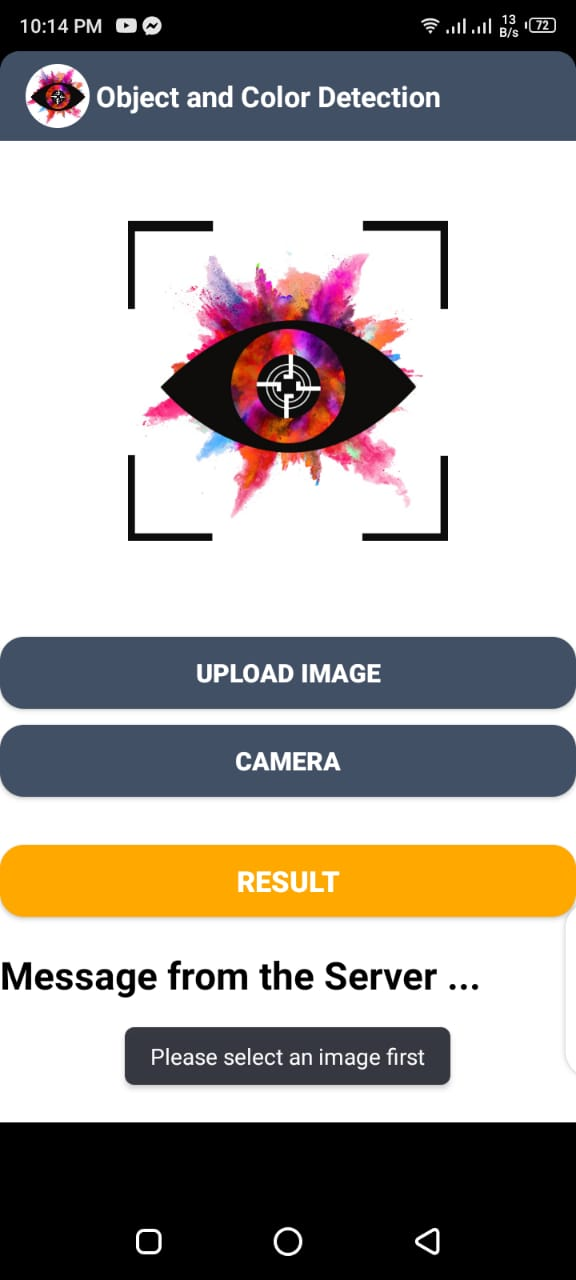 10:14 PM
13
B/s
72
Object and Color Detection
UPLOAD IMAGE
CAMERA
RESULT
Message from the Server ...
Please select an image first